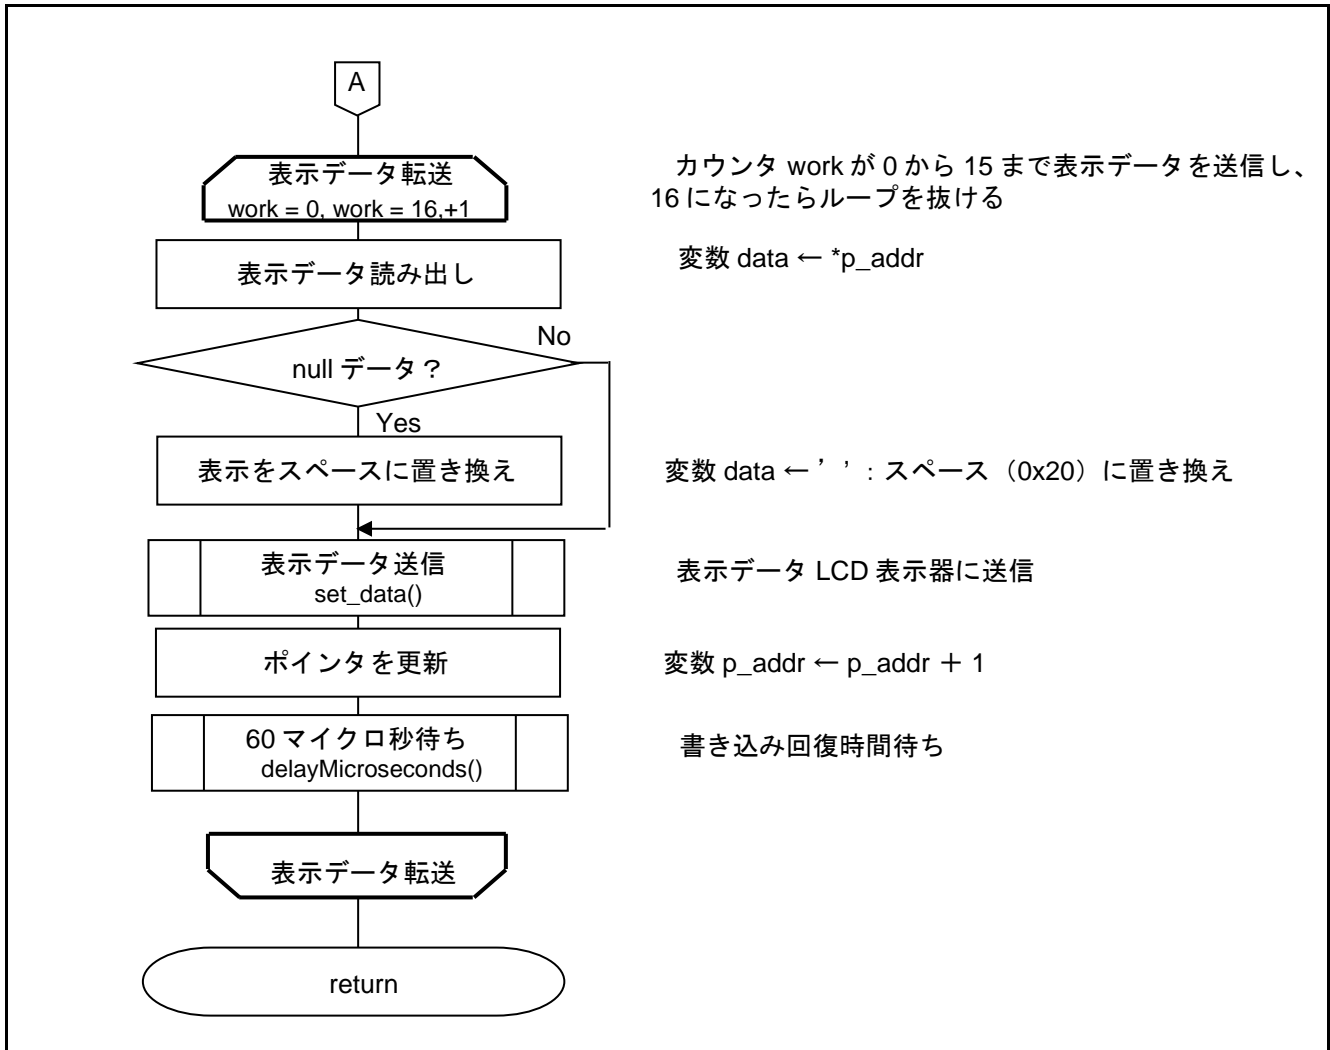 A
表示データ転送
work = 0, work = 16,+1
カウンタ work が 0 から 15 まで表示データを送信し、
16 になったらループを抜ける
表示データ読み出し
変数 data ← *p_addr
No
null データ？
Yes
表示をスペースに置き換え
変数 data ← ’ ’ : スペース（0x20）に置き換え
表示データ送信
set_data()
表示データ LCD 表示器に送信
ポインタを更新
変数 p_addr ← p_addr ＋ 1
60 マイクロ秒待ち
delayMicroseconds()
書き込み回復時間待ち
表示データ転送
return